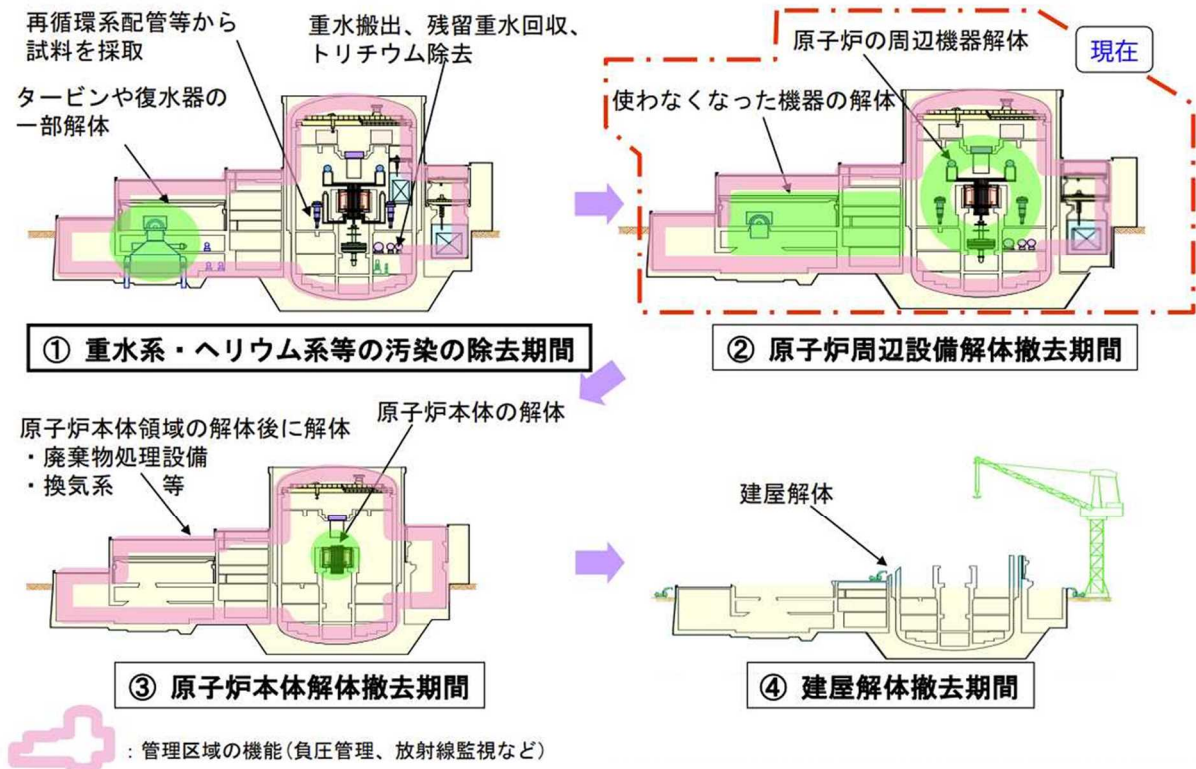 再循環系配管等から
試料を採取
重水搬出、残留重水回収、
トリチウム除去
タービンや復水器の
一部解体
① 重水系・ヘリウム系等の汚染の除去期間
原子炉の周辺機器解体
現在
使わなくなった機器の解体
② 原子炉周辺設備解体撤去期間
原子炉本体の解体
原子炉本体領域の解体後に解体
・廃棄物処理設備
・換気系　等
③ 原子炉本体解体撤去期間
建屋解体
④ 建屋解体撤去期間
：管理区域の機能(負圧管理、放射線監視など)